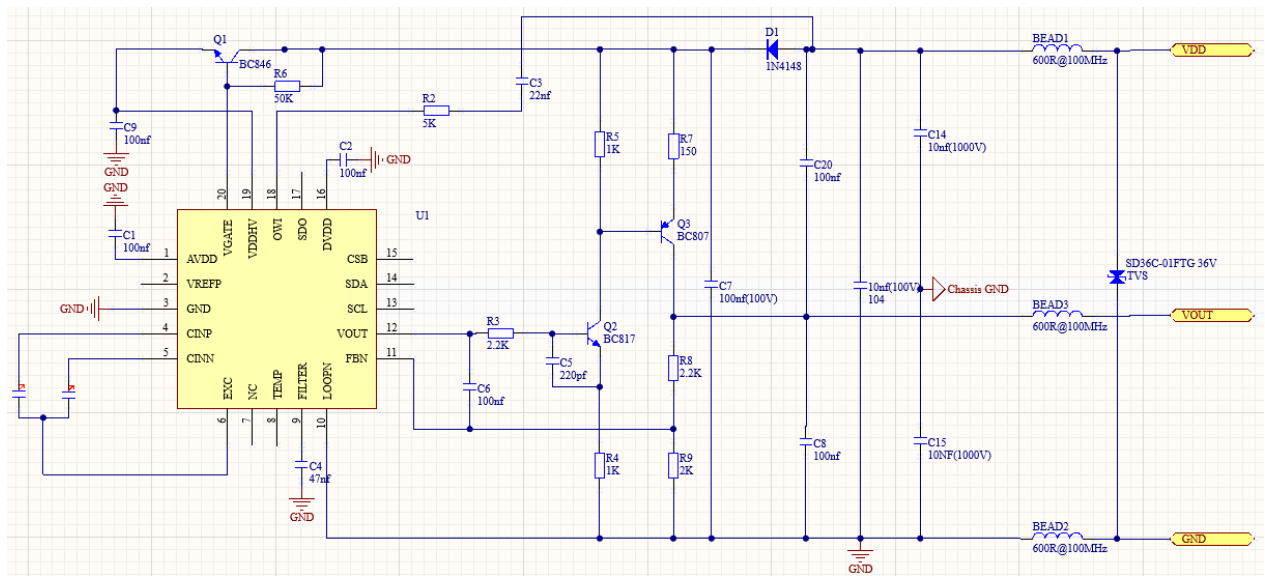 D1
1N4148
BEAD1
600R@100MHz
VDD
Q1
BC846
R6
50K
C3
22nf
R2
5K
C9
100nf
GND
R5
1K
R7
150
C14
10nf(1000V)
C2
100nf
GND
C20
100nf
GND
C1
100nf
20
19
18
17
16
VGATE
VDDHV
OWI
SDO
DVDD
U1
Q3
BC807
1
AVDD
CSB
15
2
VREFP
SDA
14
3
GND
SCL
13
4
CINP
VOUT
12
5
CINN
FBN
11
GND
EXC
NC
TEMP
FILTER
LOOPN
6
7
8
9
10
SD36C-01FTG 36V
TVS
C7
100nf(100V)
10nf(100V)
104
Chassis GND
BEAD3
600R@100MHz
VOUT
R3
2.2K
Q2
BC817
C5
220pf
R8
2.2K
C6
100nf
C4
47nf
GND
R4
1K
R9
2K
C8
100nf
C15
10NF(1000V)
BEAD2
600R@100MHz
GND
GND